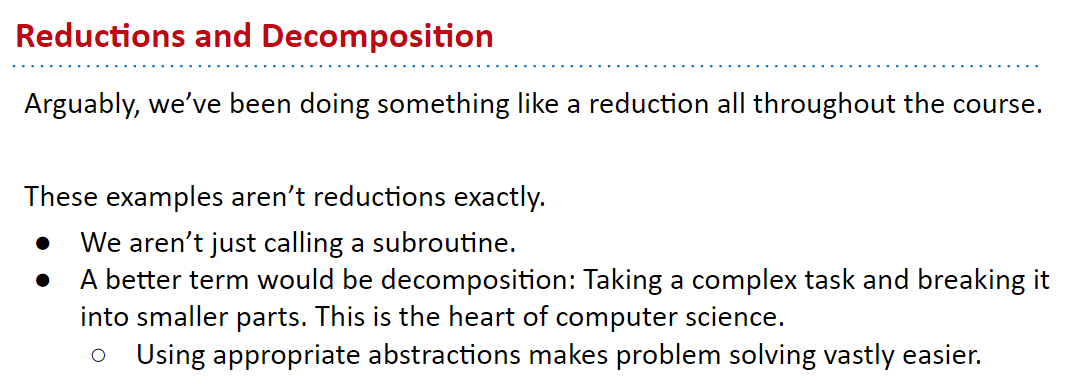 Reductions and Decomposition
Arguably, we’ve been doing something like a reduction all throughout the course.
These examples aren’t reductions exactly.
● We aren’t just calling a subroutine.
● A better term would be decomposition: Taking a complex task and breaking it
into smaller parts. This is the heart of computer science.
○ Using appropriate abstractions makes problem solving vastly easier.